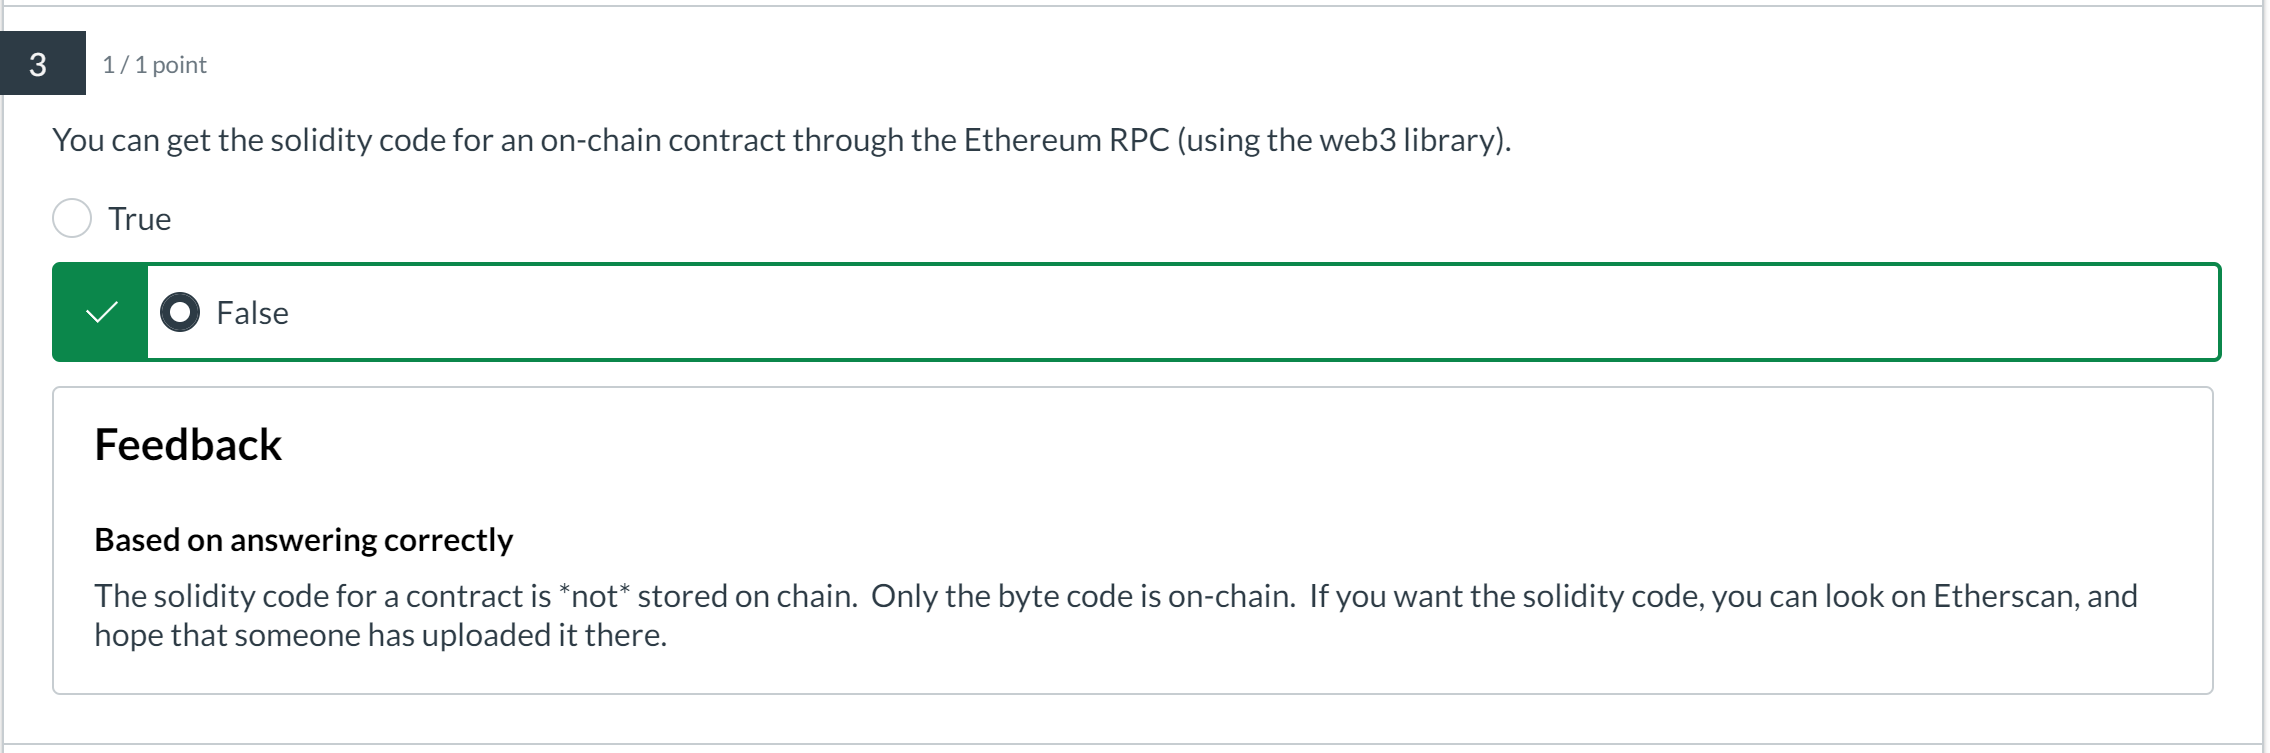 3
1 / 1 point
You can get the solidity code for an on-chain contract through the Ethereum RPC (using the web3 library).
True
False
Feedback
Based on answering correctly
The solidity code for a contract is *not* stored on chain.  Only the byte code is on-chain.  If you want the solidity code, you can look on Etherscan, and
hope that someone has uploaded it there.